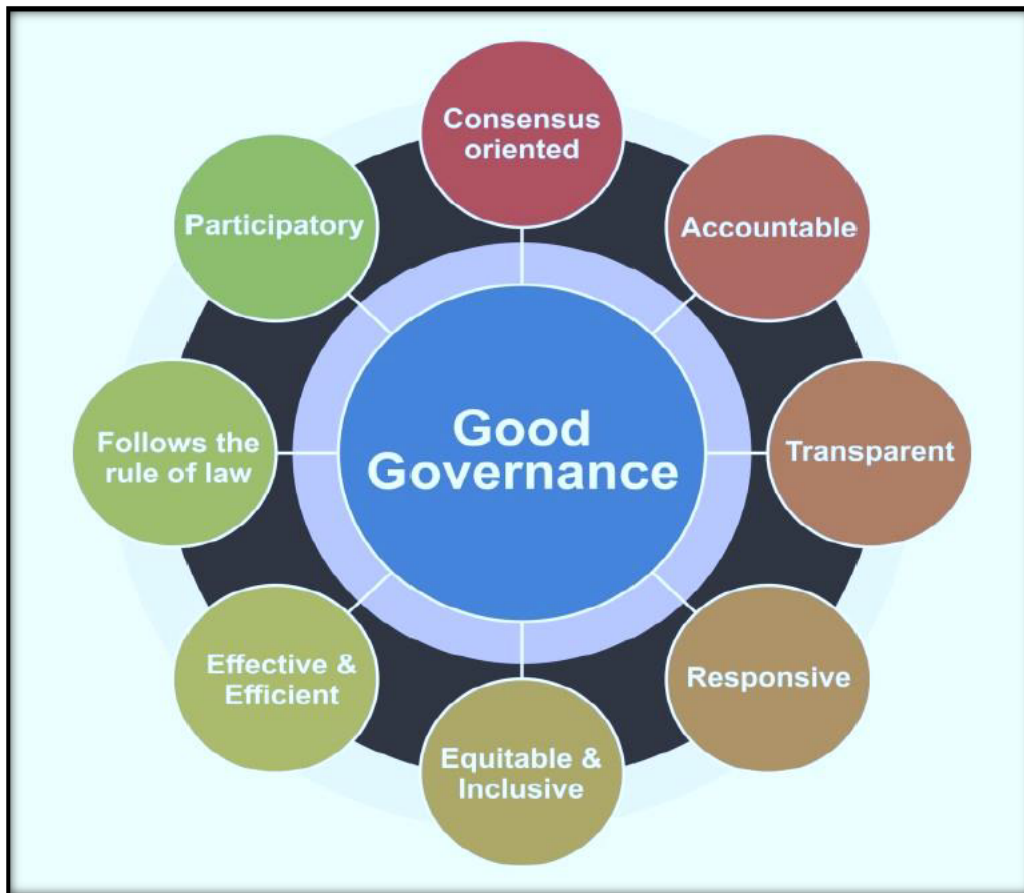 Consensus
oriented
Accountable
Transparent
Responsive
Equitable &
Inclusive
Effective &
Efficient
Follows the
rule of law
Participatory
Good
Governance